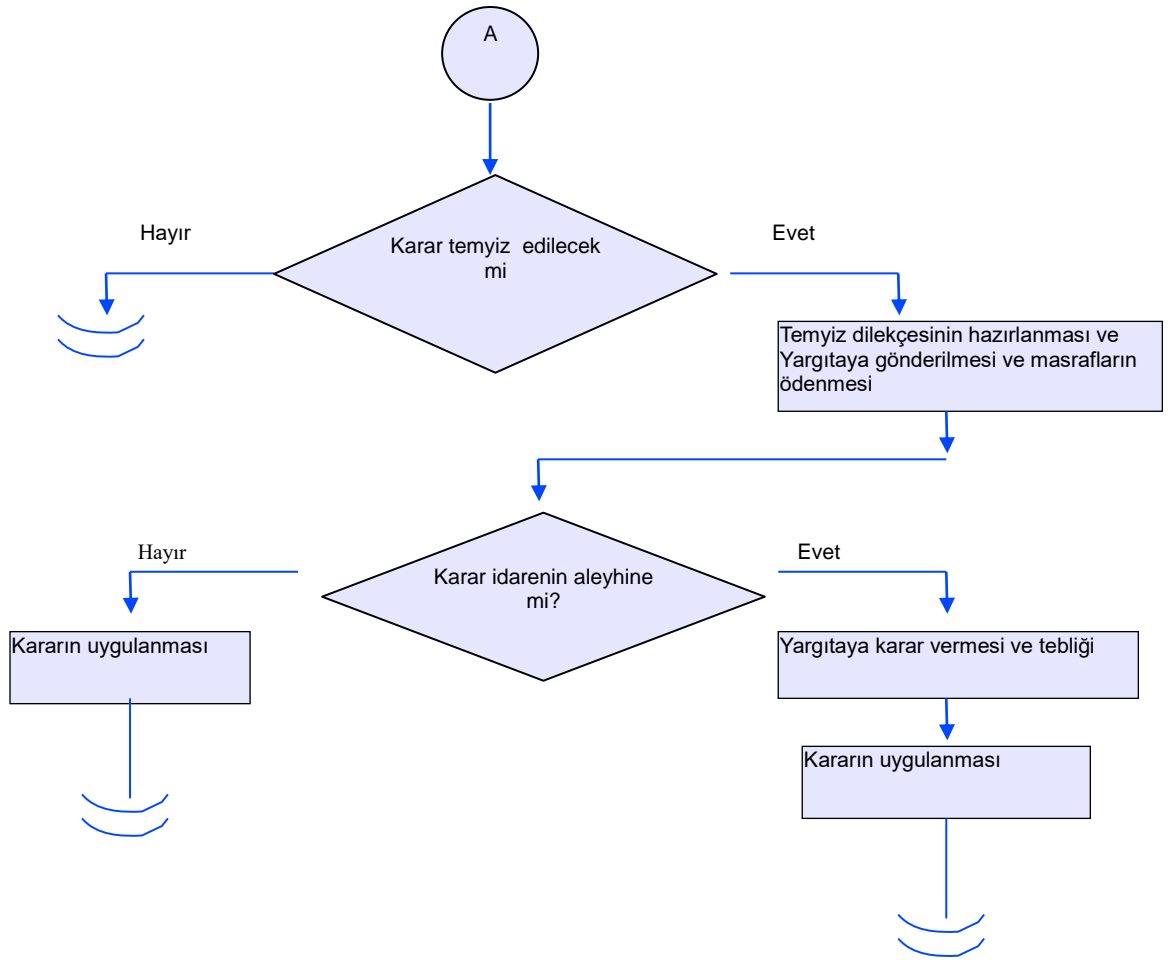 A
Hayır
Evet
Karar temyiz  edilecek
mi
Temyiz dilekçesinin hazırlanması ve
Yargıtaya gönderilmesi ve masrafların
ödenmesi
Hayır
Evet
Karar idarenin aleyhine
mi?
Kararın uygulanması
Yargıtaya karar vermesi ve tebliği
Kararın uygulanması